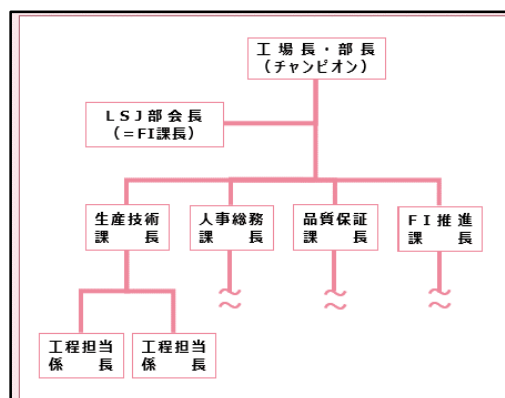 工場長・部長
(チャンピオン)
LSJ部会長
(=FI課長)
生産技術
課長
人事総務
課長
品質保証
課長
FI推進
課長
工程担当
係長
工程担当
係長